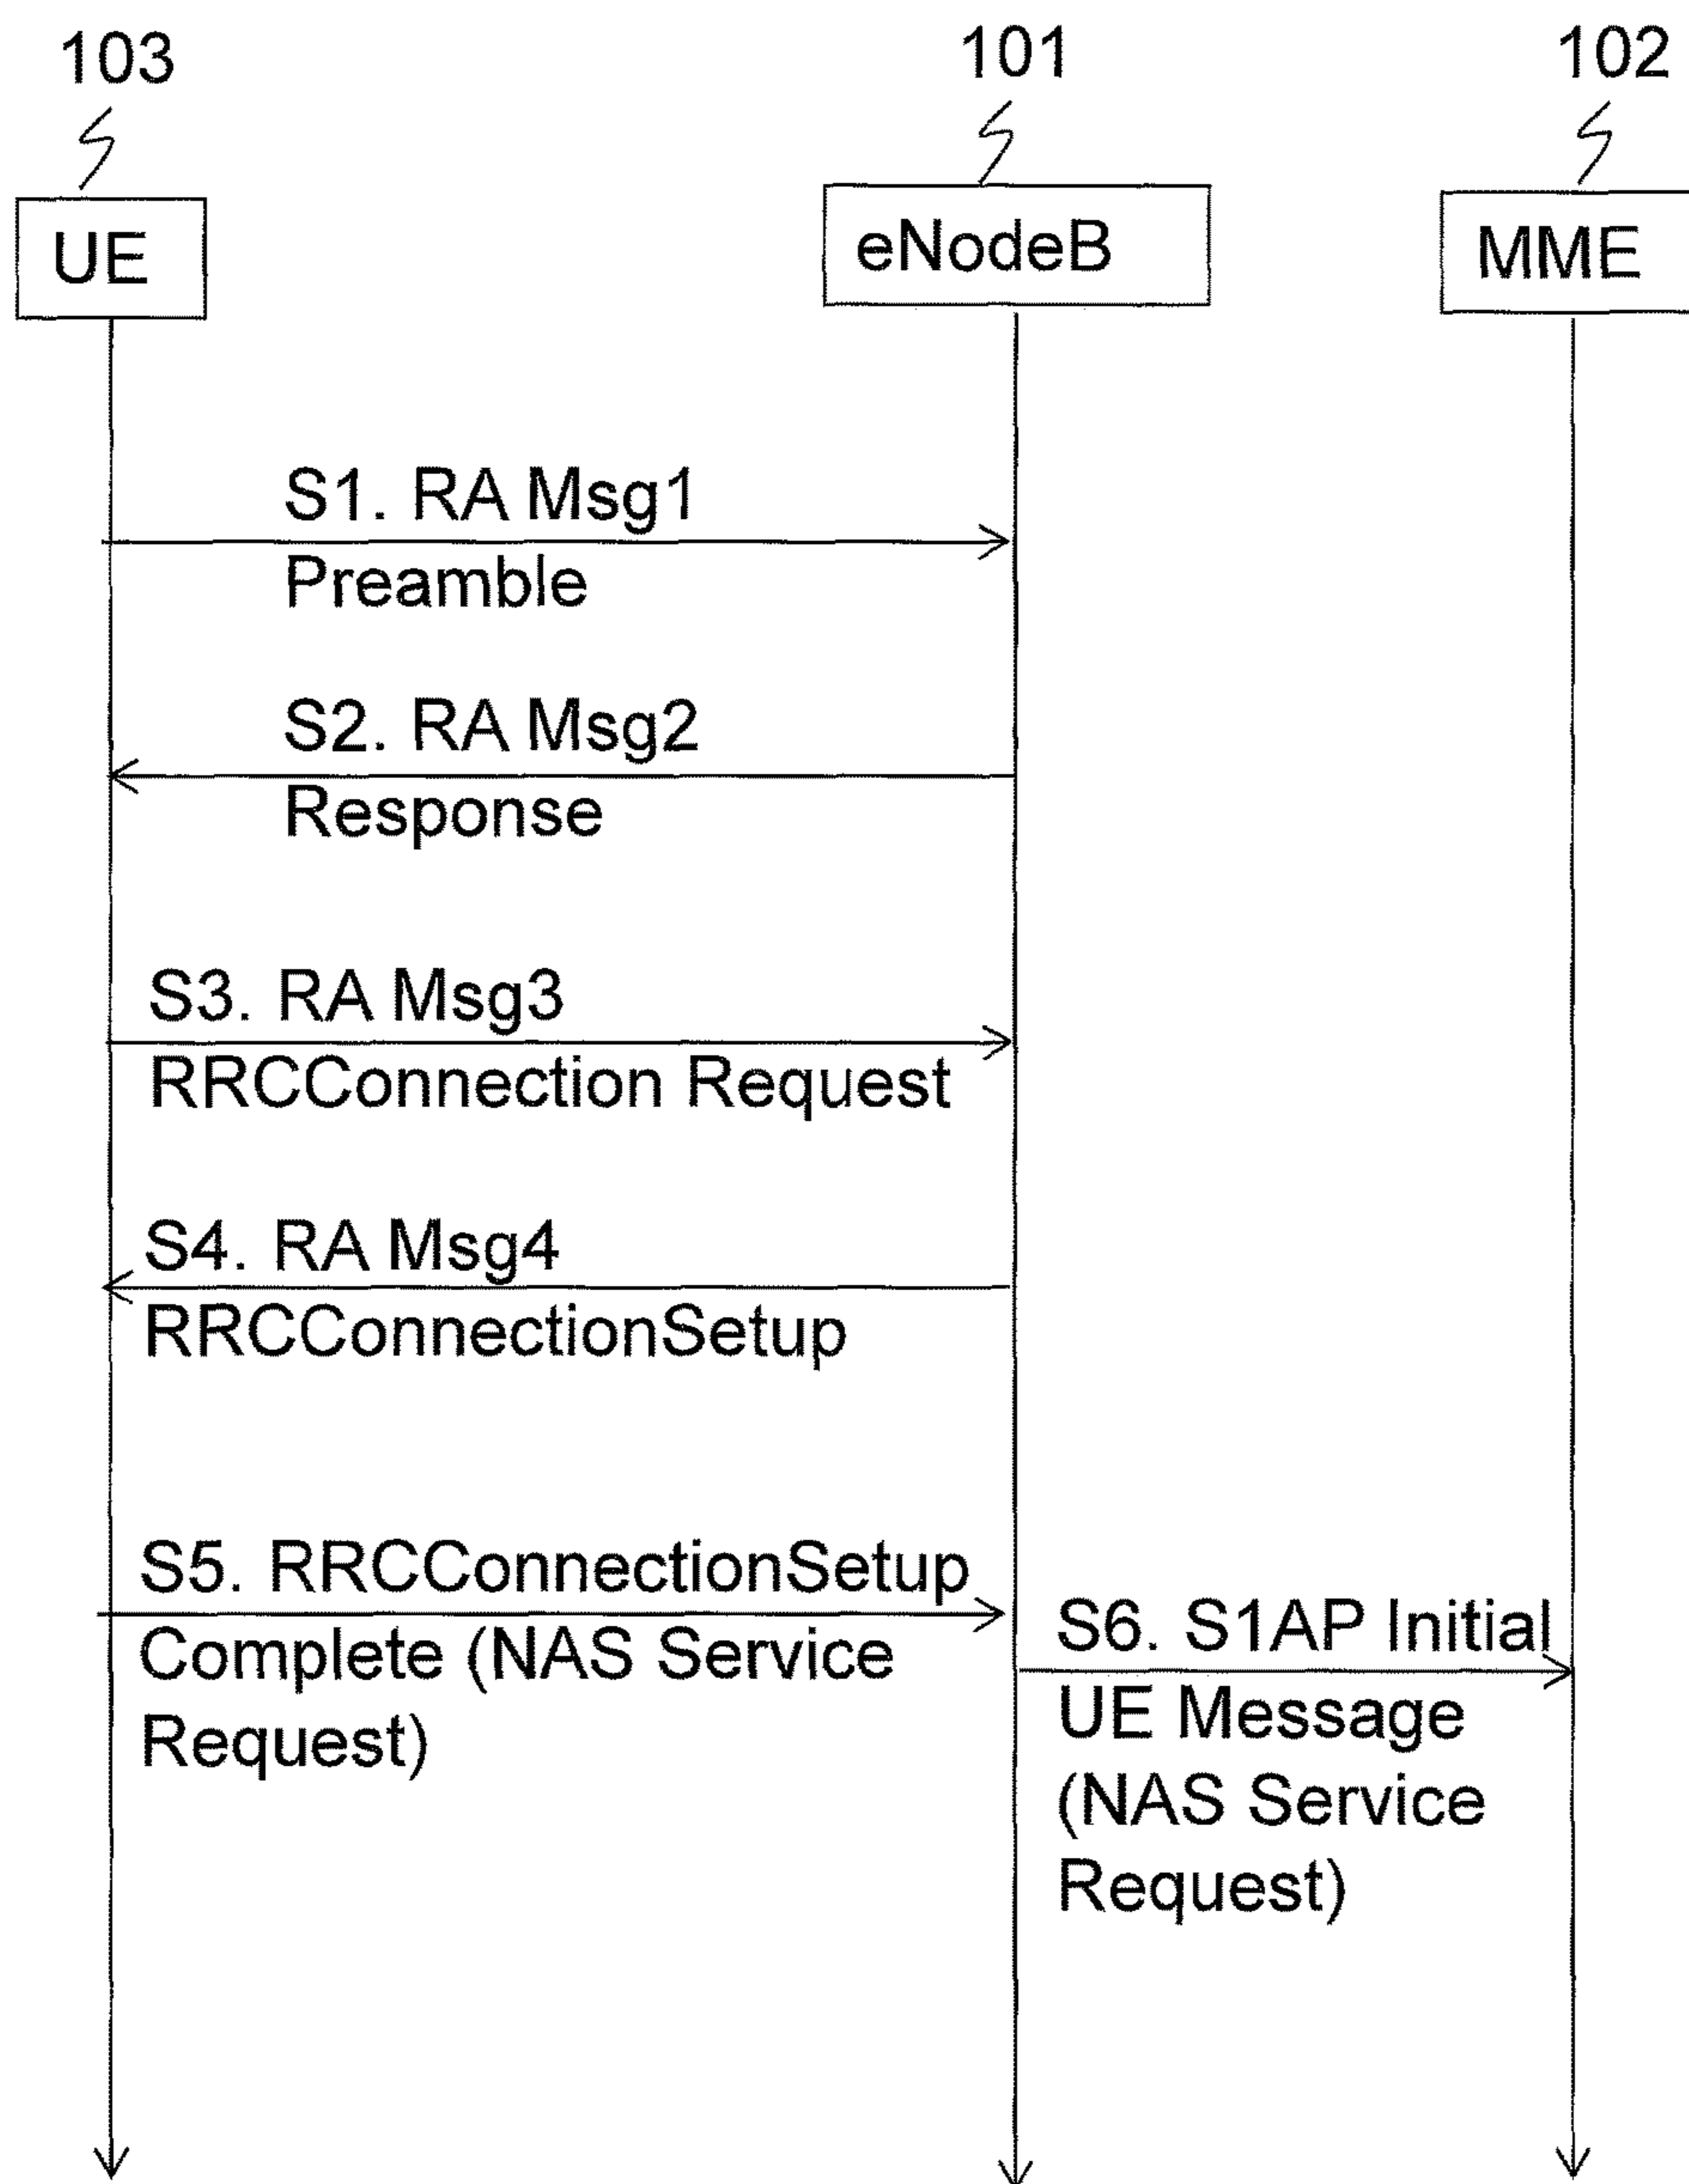 103
101
102
UE
eNodeB
MME
S1. RA Msg1
Preamble
S2. RA Msg2
Response
S3. RA Msg3
RRCConnection Request
S4. RA Msg4
RRCConnectionSetup
S5. RRCConnectionSetup
Complete (NAS Service
Request)
S6. S1AP Initial
UE Message
(NAS Service
Request)